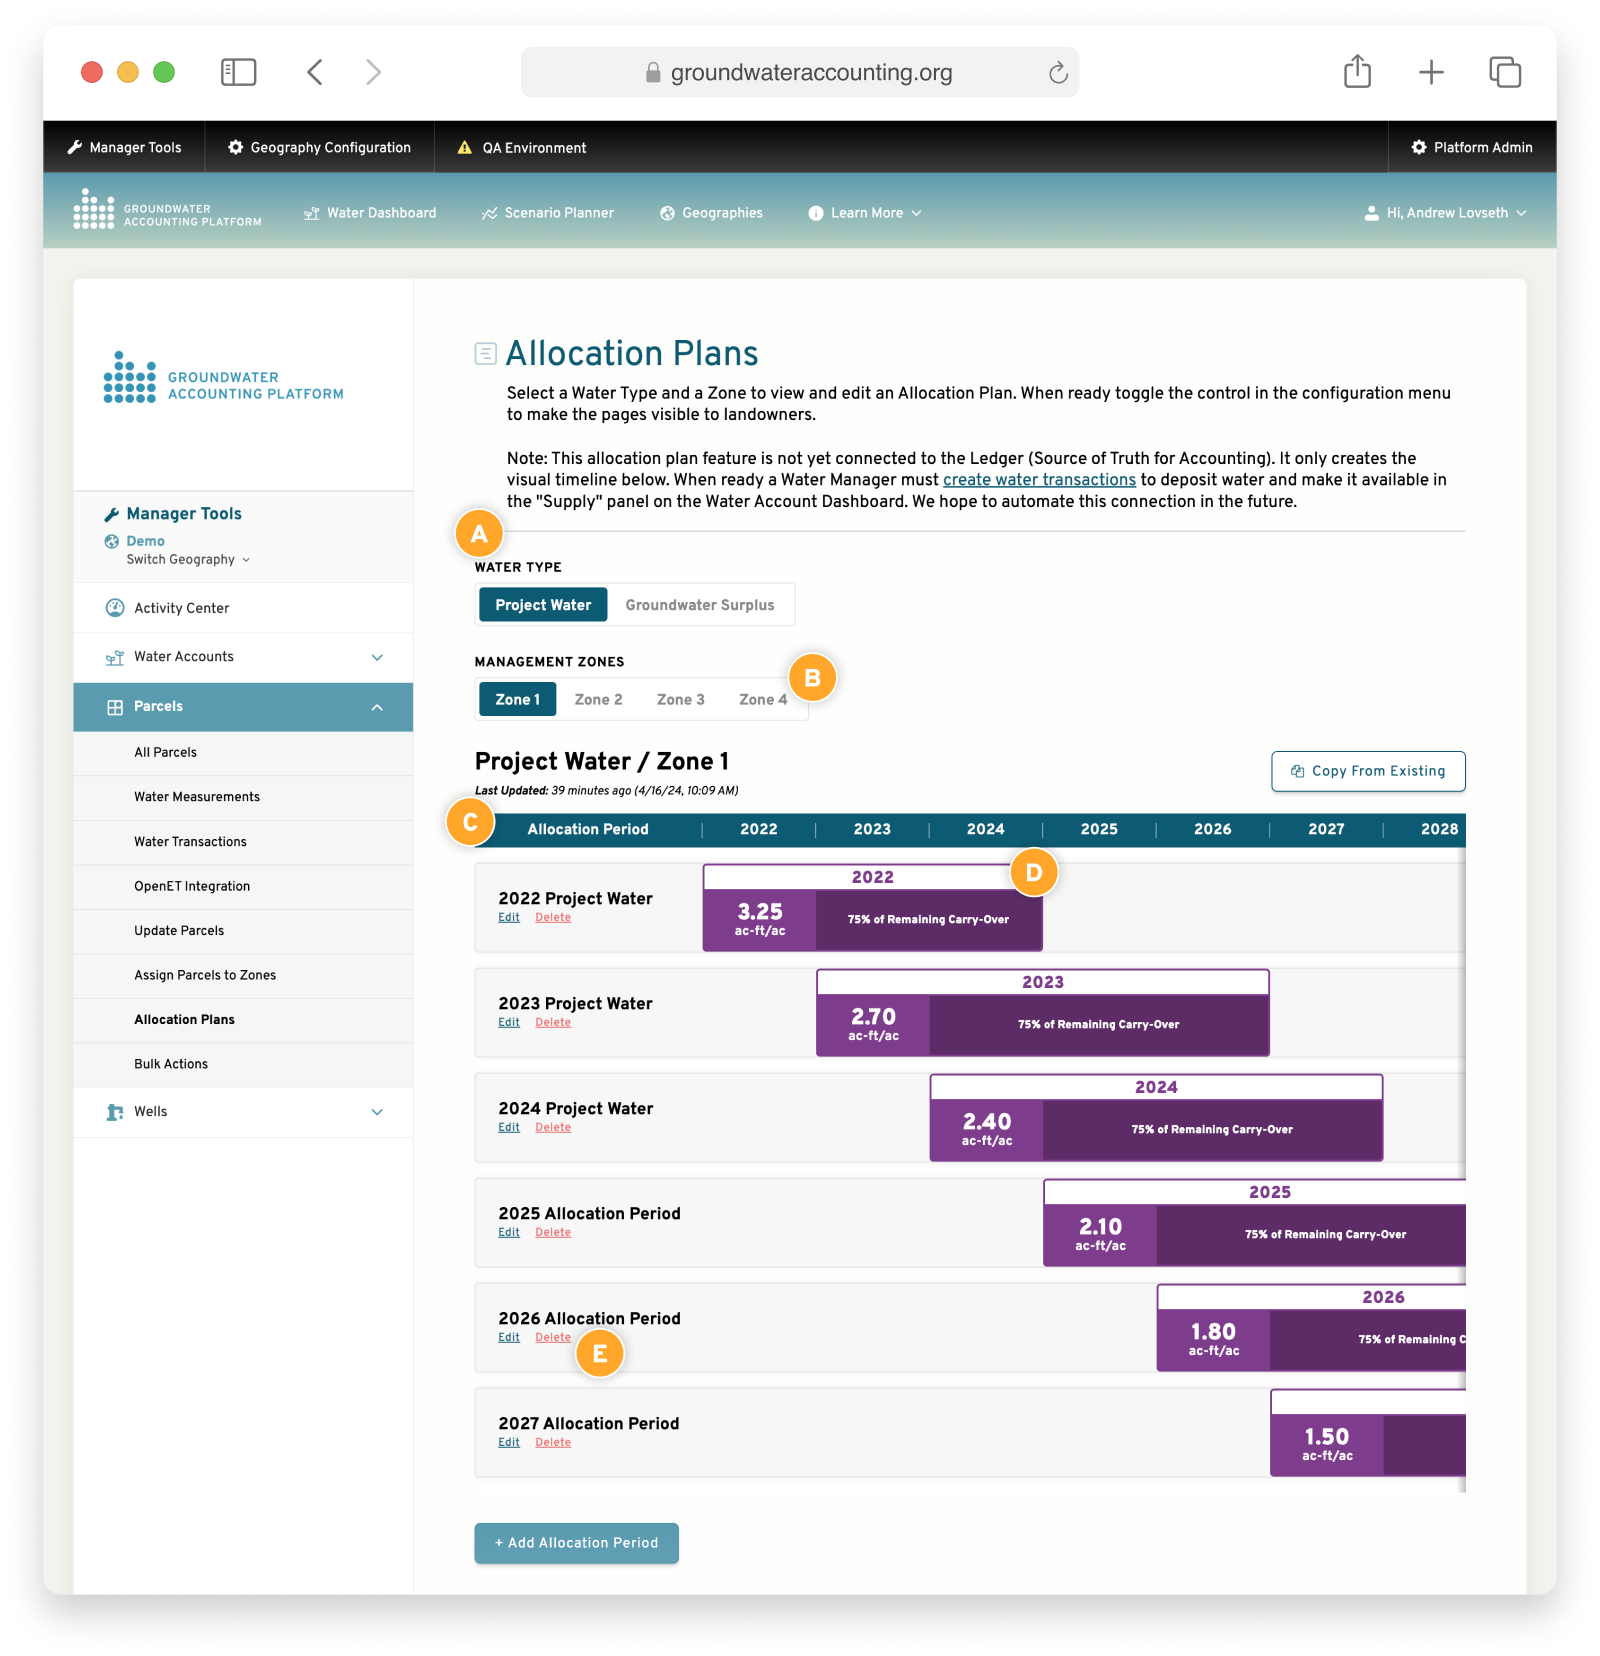 groundwateraccounting.org
Manager Tools
Geography Configuration
QA Environment
Platform Admin
GROUNDWATER
ACCOUNTING PLATFORM
Water Dashboard
Scenario Planner
Geographies
Learn More
Hi, Andrew Lovseth
GROUNDWATER
ACCOUNTING PLATFORM
Manager Tools
Demo
Switch Geography
Activity Center
Water Accounts
Parcels
All Parcels
Water Measurements
Water Transactions
OpenET Integration
Update Parcels
Assign Parcels to Zones
Allocation Plans
Bulk Actions
Wells
Allocation Plans
Select a Water Type and a Zone to view and edit an Allocation Plan. When ready toggle the control in the configuration menu
to make the pages visible to landowners.
Note: This allocation plan feature is not yet connected to the Ledger (Source of Truth for Accounting). It only creates the
visual timeline below. When ready a Water Manager must create water transactions to deposit water and make it available in
the "Supply" panel on the Water Account Dashboard. We hope to automate this connection in the future.
A
WATER TYPE
Project Water Groundwater Surplus
MANAGEMENT ZONES
B
Zone 1 Zone 2 Zone 3 Zone 4
Project Water / Zone 1
Last Updated: 39 minutes ago (4/16/24, 10:09 AM)
Copy From Existing
C
Allocation Period 2022 2023 2024 2025 2026 2027 2028
D
2022
2022 Project Water
Edit Delete
3.25
ac-ft/ac
75% of Remaining Carry-Over
2023
2023 Project Water
Edit Delete
2.70
ac-ft/ac
75% of Remaining Carry-Over
2024
2024 Project Water
Edit Delete
2.40
ac-ft/ac
75% of Remaining Carry-Over
2025
2025 Allocation Period
Edit Delete
2.10
ac-ft/ac
75% of Remaining Carry-Over
2026
2026 Allocation Period
Edit Delete
E
1.80
ac-ft/ac
75% of Remaining C
2027 Allocation Period
Edit Delete
1.50
ac-ft/ac
+ Add Allocation Period